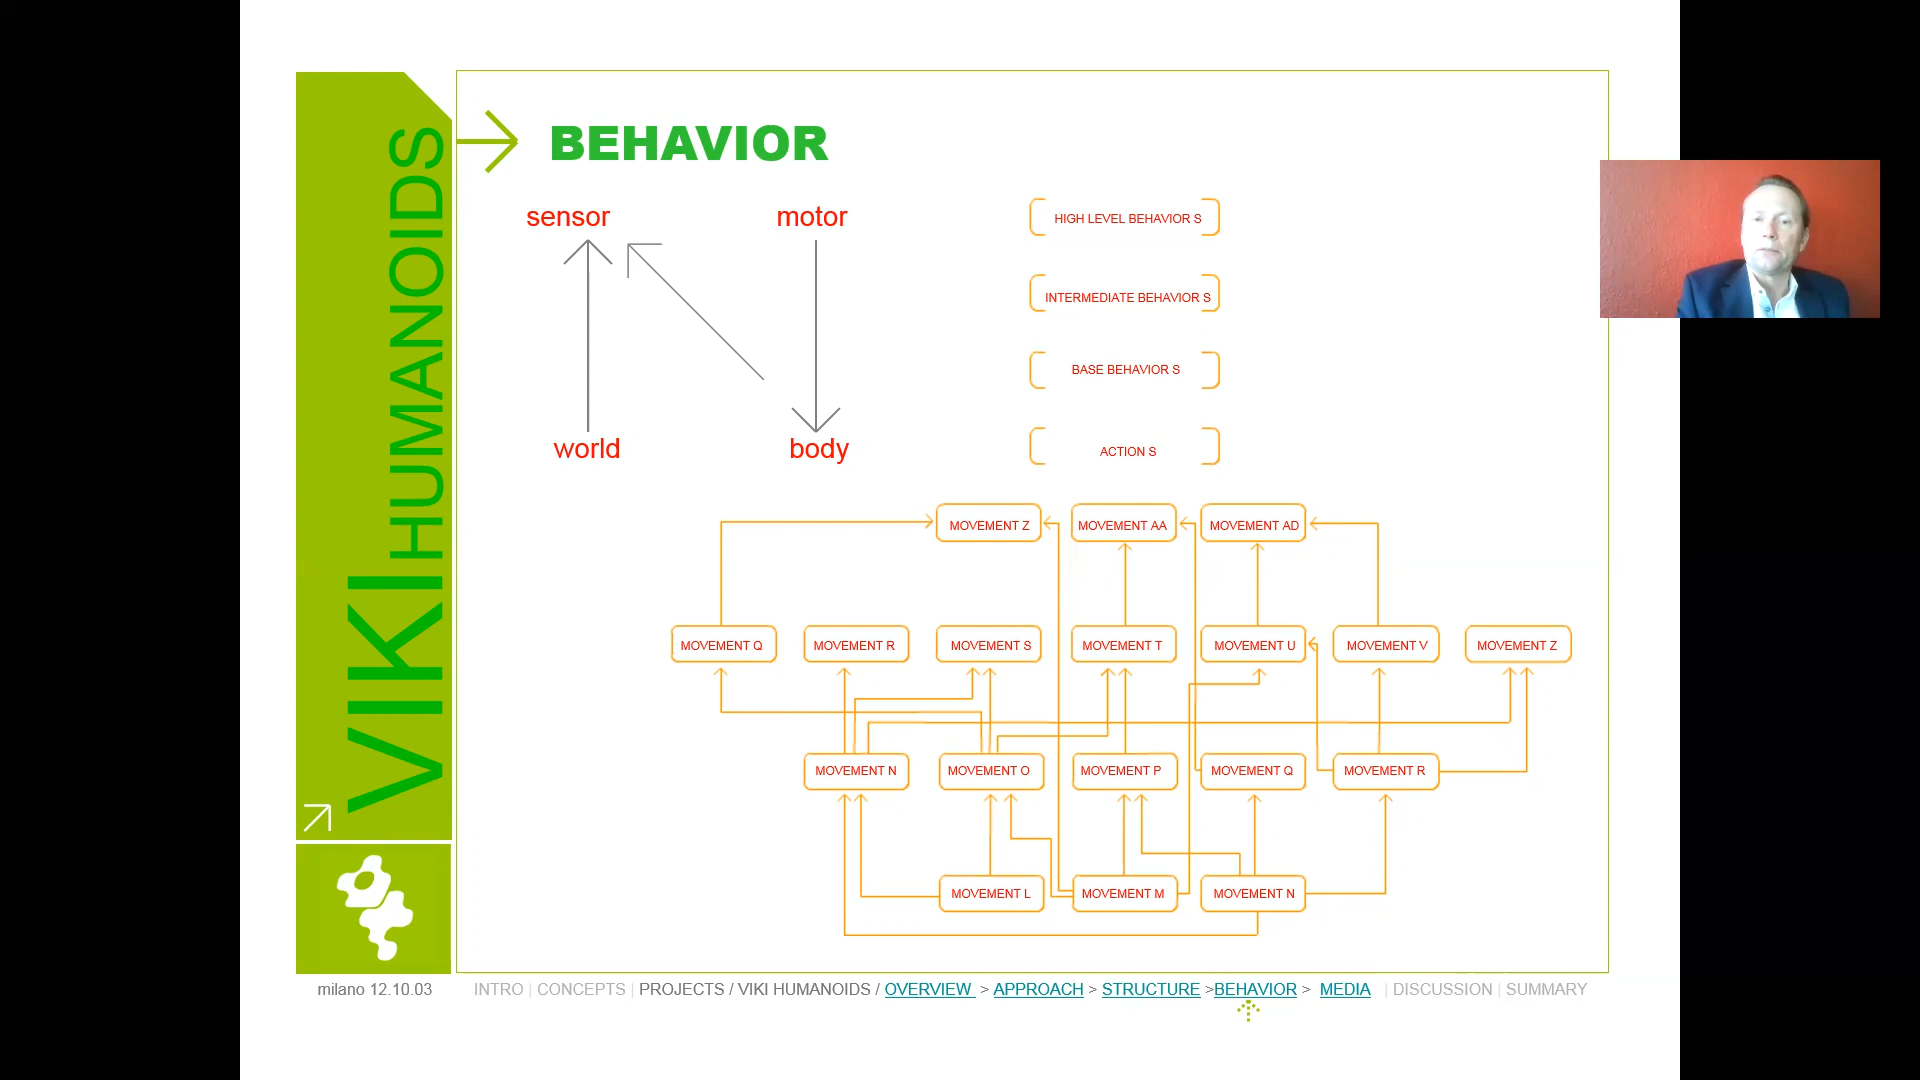 VIKIHUMANOIDS
BEHAVIOR
sensor
motor
world
body
HIGH LEVEL BEHAVIOR S
INTERMEDIATE BEHAVIOR S
BASE BEHAVIOR S
ACTION S
MOVEMENT Z
MOVEMENT AA
MOVEMENT AD
MOVEMENT Q
MOVEMENT R
MOVEMENT S
MOVEMENT T
MOVEMENT U
MOVEMENT V
MOVEMENT Z
MOVEMENT N
MOVEMENT O
MOVEMENT P
MOVEMENT Q
MOVEMENT R
MOVEMENT L
MOVEMENT M
MOVEMENT N
milano 12.10.03
INTRO | CONCEPTS | PROJECTS / VIKI HUMANOIDS / OVERVIEW > APPROACH > STRUCTURE >BEHAVIOR > MEDIA | DISCUSSION | SUMMARY